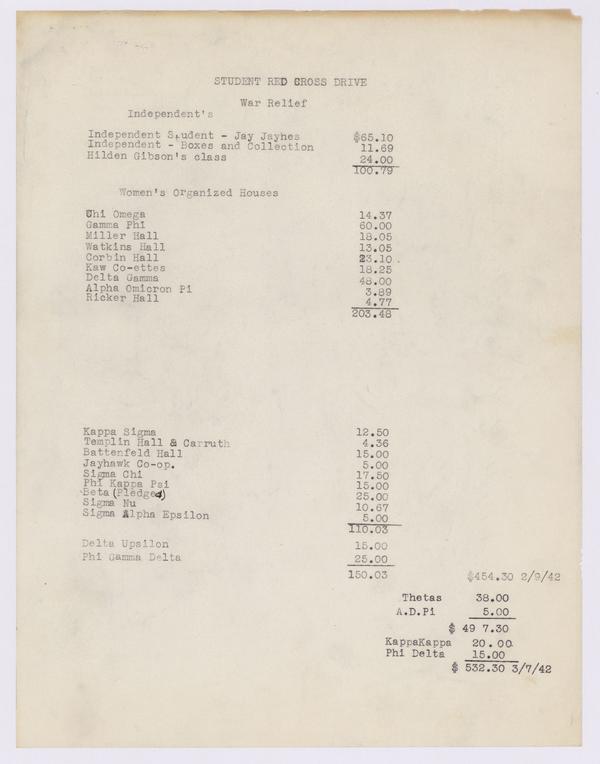 STUDENT RED CROSS DRIVE
War Relief
Independent's
Independent Student - Jay Jaynes $65.10
Independent - Boxes and Collection 11.69
Hilden Gibson's class 24.00
100.79
Women's Organized Houses
Chi Omega 14.37
Gamma Phi 60.00
Miller Hall 18.05
Watkins Hall 13.05
Corbin Hall 23.10
Kaw Co-ettes 18.25
Delta Gamma 48.00
Alpha Omicron Pi 3.89
Ricker Hall 4.77
203.48
Kappa Sigma 12.50
Templin Hall & Carruth 4.36
Battenfeld Hall 15.00
Jayhawk Co-op. 5.00
Sigma Chi 17.50
Phi Kappa Psi 15.00
Beta (Pledged) 25.00
Sigma Nu 10.67
Sigma Alpha Epsilon 5.00
110.03
Delta Upsilon 15.00
Phi Gamma Delta 25.00
150.03 $454.30 2/9/42
Thetas 38.00
A.D.Pi 5.00
$ 49 7.30
KappaKappa 20.00
Phi Delta 15.00
$ 532.30 3/7/42